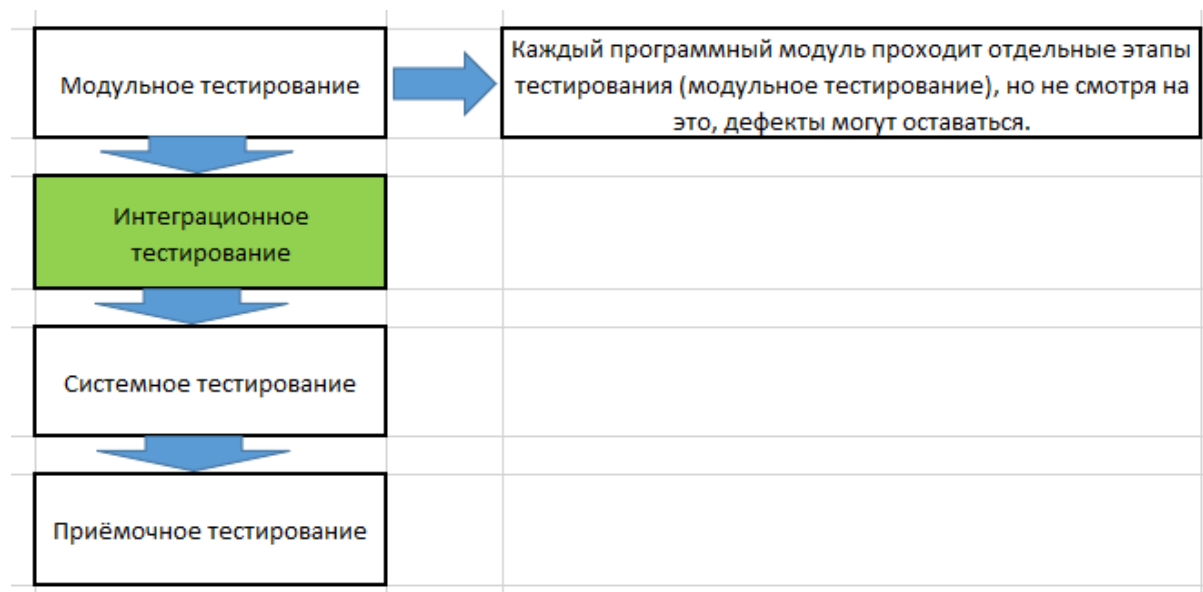 Модульное тестирование
Каждый программный модуль проходит отдельные этапы
тестирования (модульное тестирование), но не смотря на
это, дефекты могут оставаться.
Интеграционное
тестирование
Системное тестирование
Приёмочное тестирование